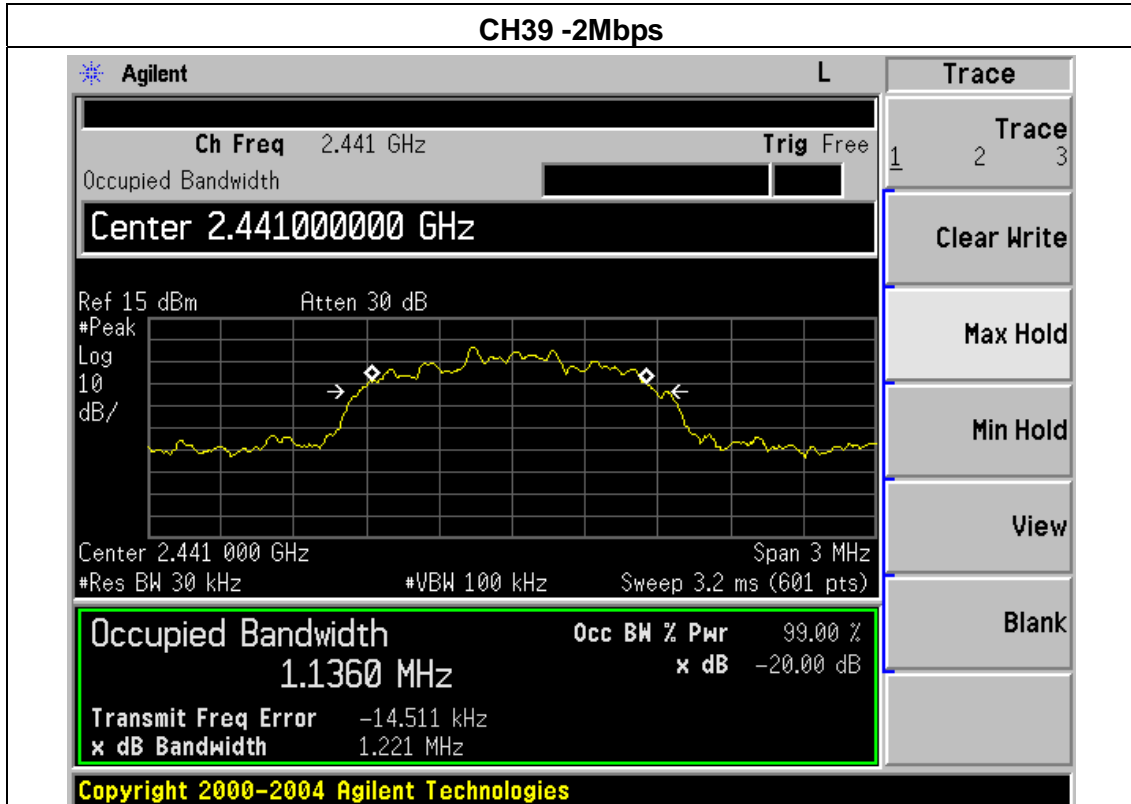 CH39 -2Mbps
Agilent L Trace
Ch Freq 2.441 GHz Trig Free
Occupied Bandwidth
Trace
1 2 3
Center 2.441000000 GHz
Clear Write
Ref 15 dBm Atten 30 dB
#Peak
Log
10
dB/
Max Hold
Min Hold
View
Center 2.441 000 GHz Span 3 MHz
#Res BW 30 kHz #VBW 100 kHz Sweep 3.2 ms (601 pts)
Occupied Bandwidth Occ BW % Pwr 99.00 %
1.1360 MHz x dB -20.00 dB
Blank
Transmit Freq Error -14.511 kHz
x dB Bandwidth 1.221 MHz
Copyright 2000-2004 Agilent Technologies